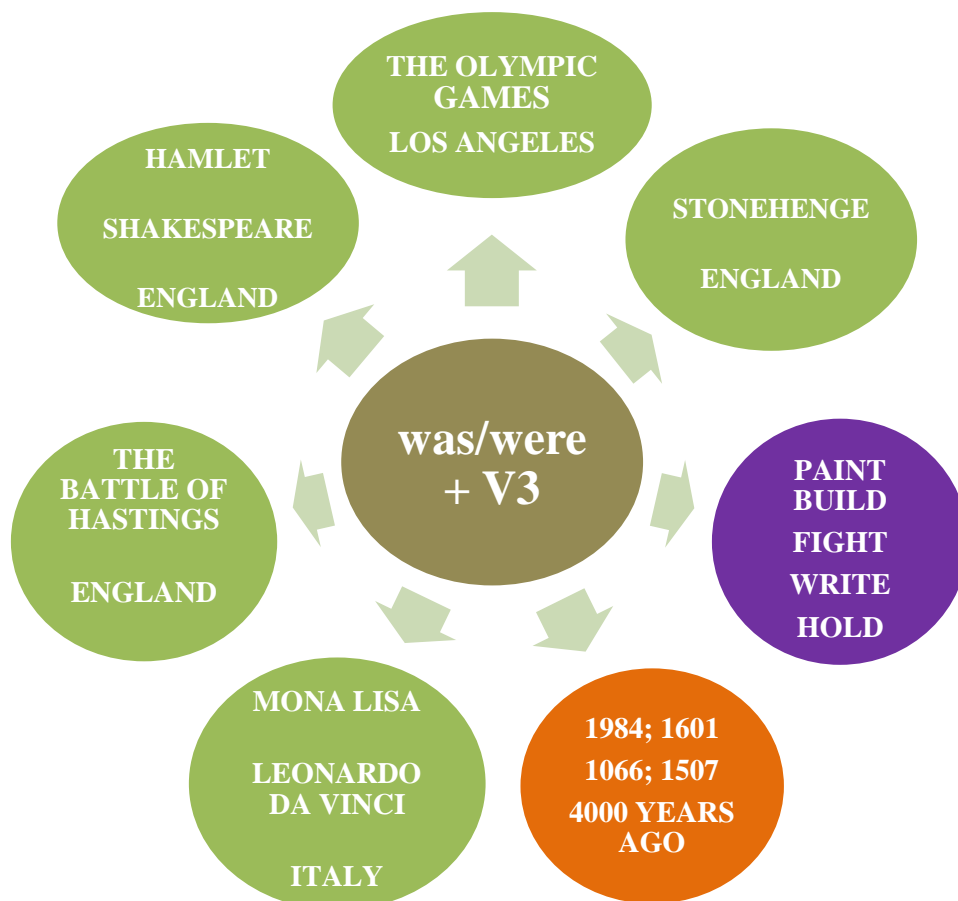 THE OLYMPIC
GAMES
LOS ANGELES
STONEHENGE
ENGLAND
PAINT
BUILD
FIGHT
WRITE
HOLD
1984; 1601
1066; 1507
4000 YEARS
AGO
MONA LISA
LEONARDO
DA VINCI
ITALY
THE
BATTLE OF
HASTINGS
ENGLAND
HAMLET
SHAKESPEARE
ENGLAND
was/were
+ V3